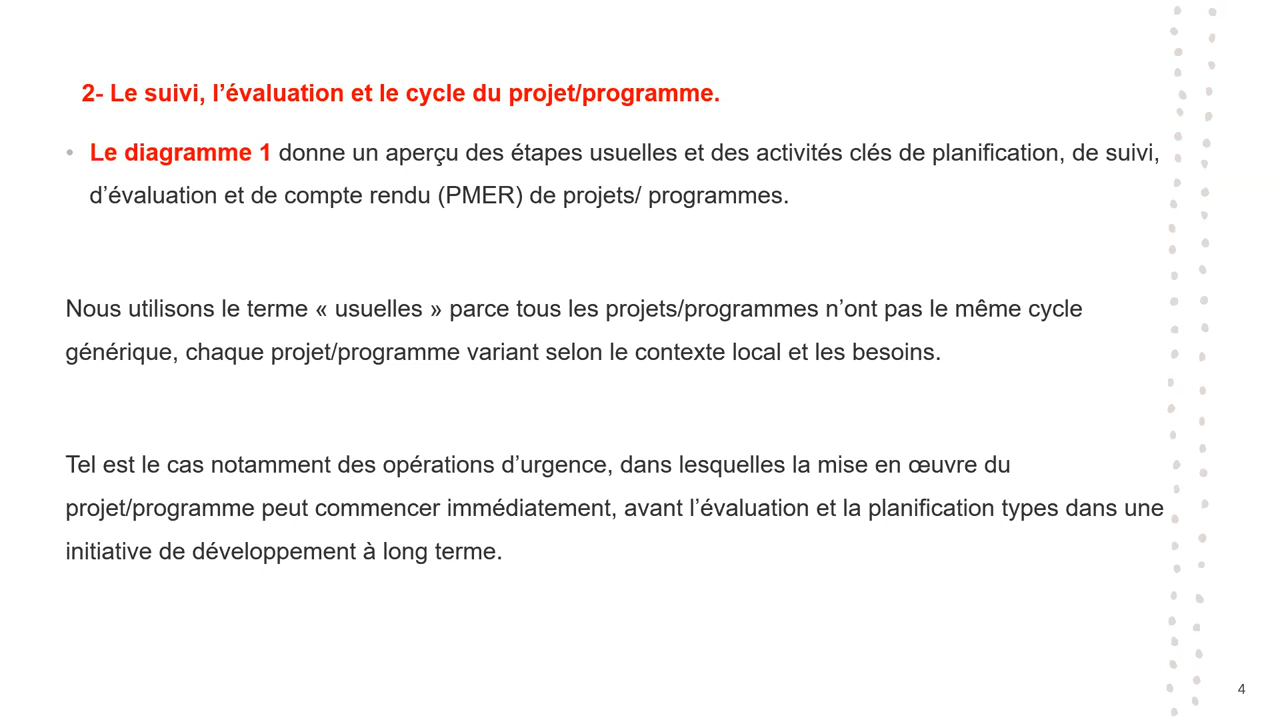 2- Le suivi, l’évaluation et le cycle du projet/programme.
• Le diagramme 1 donne un aperçu des étapes usuelles et des activités clés de planification, de suivi,
d’évaluation et de compte rendu (PMER) de projets/ programmes.
Nous utilisons le terme « usuelles » parce tous les projets/programmes n’ont pas le même cycle
générique, chaque projet/programme variant selon le contexte local et les besoins.
Tel est le cas notamment des opérations d’urgence, dans lesquelles la mise en œuvre du
projet/programme peut commencer immédiatement, avant l’évaluation et la planification types dans une
initiative de développement à long terme.
4